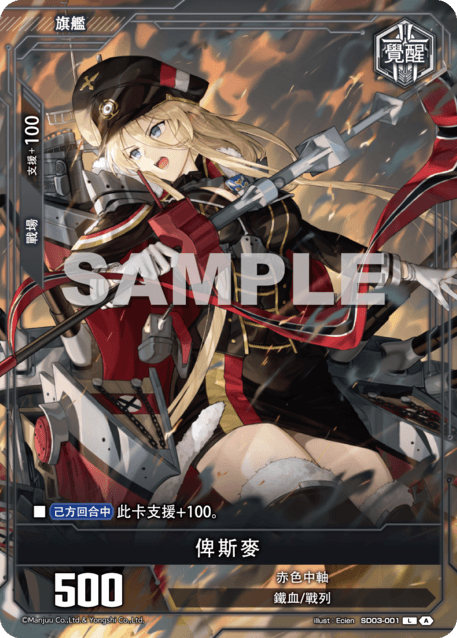 旗艦
覺醒
支援+100
戰場
SAMPLE
■ 己方回合中 此卡支援+100。
俾斯麥
500
赤色中軸
鐵血/戰列
©Manjuu Co.,Ltd.& Yongshi Co.,Ltd.
illust : Ecien SD03-001 L A